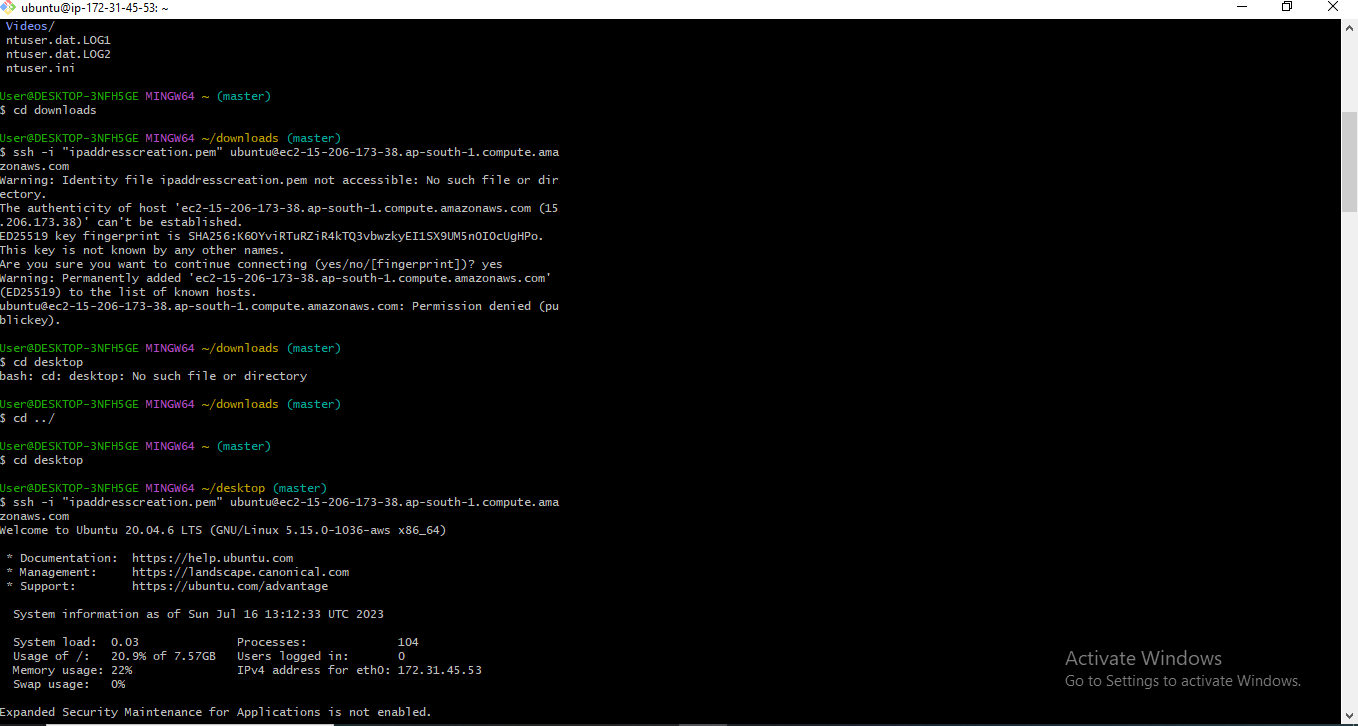 ubuntu@ip-172-31-45-53: ~
Videos/
ntuser.dat.LOG1
ntuser.dat.LOG2
ntuser.ini
User@DESKTOP-3NFH5GE MINGW64 ~ (master)
$ cd downloads
User@DESKTOP-3NFH5GE MINGW64 ~/downloads (master)
$ ssh -i "ipaddresscreation.pem" ubuntu@ec2-15-206-173-38.ap-south-1.compute.ama
zonaws.com
Warning: Identity file ipaddresscreation.pem not accessible: No such file or dir
ectory.
The authenticity of host 'ec2-15-206-173-38.ap-south-1.compute.amazonaws.com (15
.206.173.38)' can't be established.
ED25519 key fingerprint is SHA256:K6OYviRTuRZiR4kTQ3vbwzkyEI1SX9UM5nOIOcUgHPo.
This key is not known by any other names.
Are you sure you want to continue connecting (yes/no/[fingerprint])? yes
Warning: Permanently added 'ec2-15-206-173-38.ap-south-1.compute.amazonaws.com'
(ED25519) to the list of known hosts.
ubuntu@ec2-15-206-173-38.ap-south-1.compute.amazonaws.com: Permission denied (pu
blickey).
User@DESKTOP-3NFH5GE MINGW64 ~/downloads (master)
$ cd desktop
bash: cd: desktop: No such file or directory
User@DESKTOP-3NFH5GE MINGW64 ~/downloads (master)
$ cd ../
User@DESKTOP-3NFH5GE MINGW64 ~ (master)
$ cd desktop
User@DESKTOP-3NFH5GE MINGW64 ~/desktop (master)
$ ssh -i "ipaddresscreation.pem" ubuntu@ec2-15-206-173-38.ap-south-1.compute.ama
zonaws.com
Welcome to Ubuntu 20.04.6 LTS (GNU/Linux 5.15.0-1036-aws x86_64)
* Documentation:  https://help.ubuntu.com
* Management:     https://landscape.canonical.com
* Support:        https://ubuntu.com/advantage
System information as of Sun Jul 16 13:12:33 UTC 2023
System load:  0.03              Processes:             104
Usage of /:   20.9% of 7.57GB   Users logged in:       0
Memory usage: 22%               IPv4 address for eth0: 172.31.45.53
Swap usage:   0%
Expanded Security Maintenance for Applications is not enabled.
Activate Windows
Go to Settings to activate Windows.